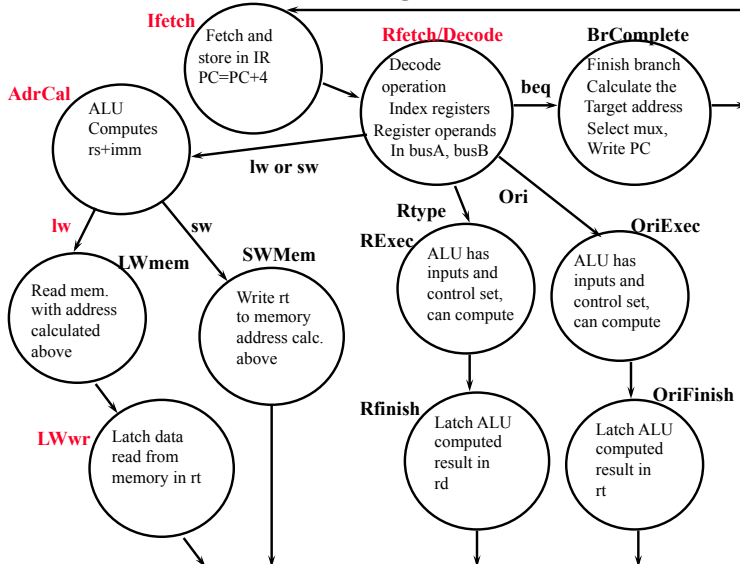 Ifetch
Fetch and
store in IR
PC=PC+4
Rfetch/Decode
Decode
operation
Index registers
Register operands
In busA, busB
beq
BrComplete
Finish branch
Calculate the
Target address
Select mux,
Write PC
AdrCal
ALU
Computes
rs+imm
lw or sw
lw
sw
Rtype
Ori
LWmem
Read mem.
with address
calculated
above
SWMem
Write rt
to memory
address calc.
above
RExec
ALU has
inputs and
control set,
can compute
OriExec
ALU has
inputs and
control set,
can compute
LWwr
Latch data
read from
memory in rt
Rfinish
Latch ALU
computed
result in
rd
OriFinish
Latch ALU
computed
result in
rt